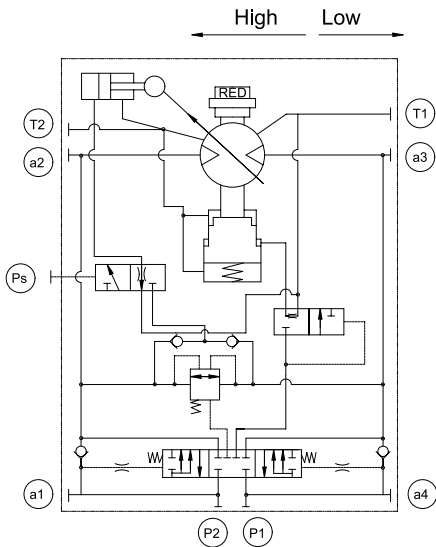 High Low
RED
T2 T1
a2 a3
Ps
a1 a4
P2 P1